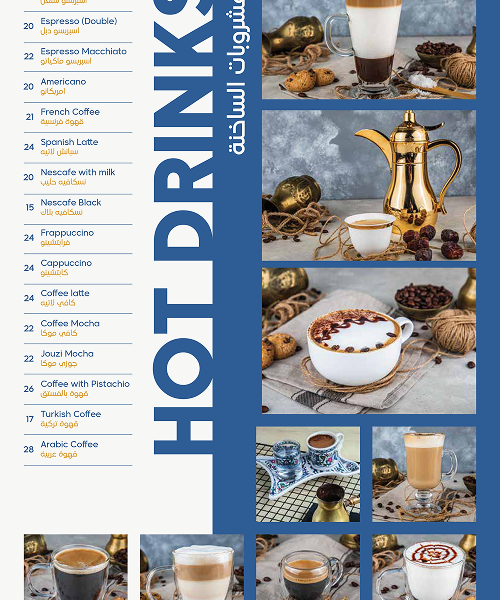 اسبريسو سنغل
20 Espresso (Double)
اسبريسو دبل
22 Espresso Macchiato
اسبريسو ماكياتو
20 Americano
امريكانو
21 French Coffee
قهوة فرنسية
24 Spanish Latte
سبانش لاتيه
20 Nescafe with milk
نسكافيه حليب
15 Nescafe Black
نسكافيه بلاك
24 Frappuccino
فرابتشينو
24 Cappuccino
كابتشينو
24 Coffee latte
كافي لاتيه
22 Coffee Mocha
كافي موكا
22 Jouzi Mocha
جوزي موكا
26 Coffee with Pistachio
قهوة بالفستق
17 Turkish Coffee
قهوة تركية
28 Arabic Coffee
قهوة عربية
HOT DRINKS
مشروبات الساخنة